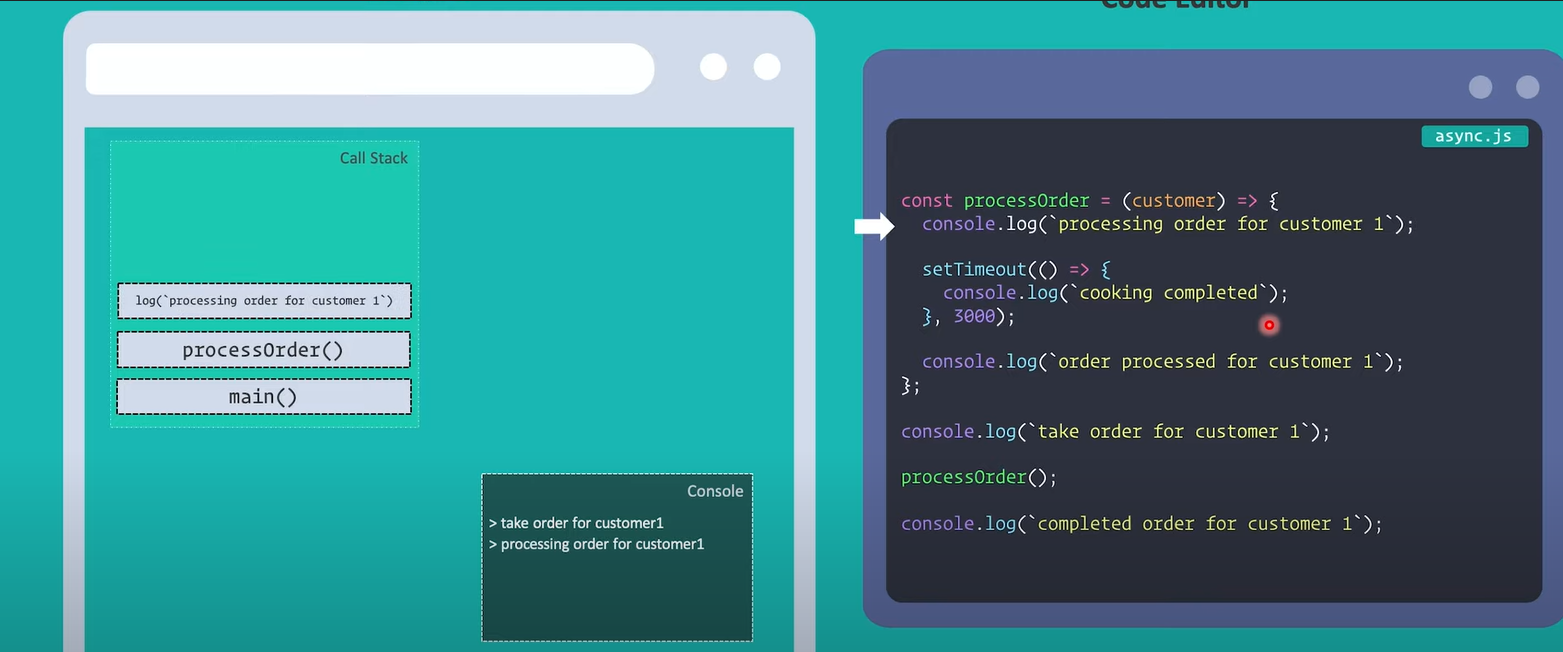 Code Editor
Call Stack
log(`processing order for customer 1`)
processOrder()
main()
Console
> take order for customer1
> processing order for customer1
async.js
const processOrder = (customer) => {
console.log(`processing order for customer 1`);
setTimeout(() => {
console.log(`cooking completed`);
}, 3000);
console.log(`order processed for customer 1`);
};
console.log(`take order for customer 1`);
processOrder();
console.log(`completed order for customer 1`);